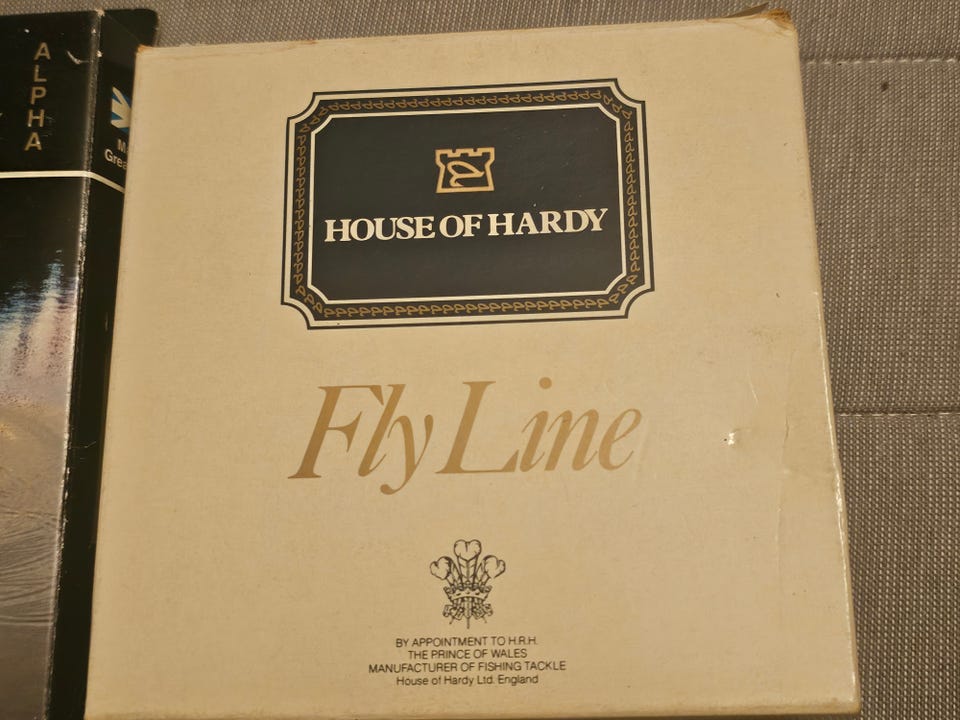 ALPHA
HOUSE OF HARDY
Fly Line
BY APPOINTMENT TO H.R.H.
THE PRINCE OF WALES
MANUFACTURER OF FISHING TACKLE
House of Hardy Ltd. England